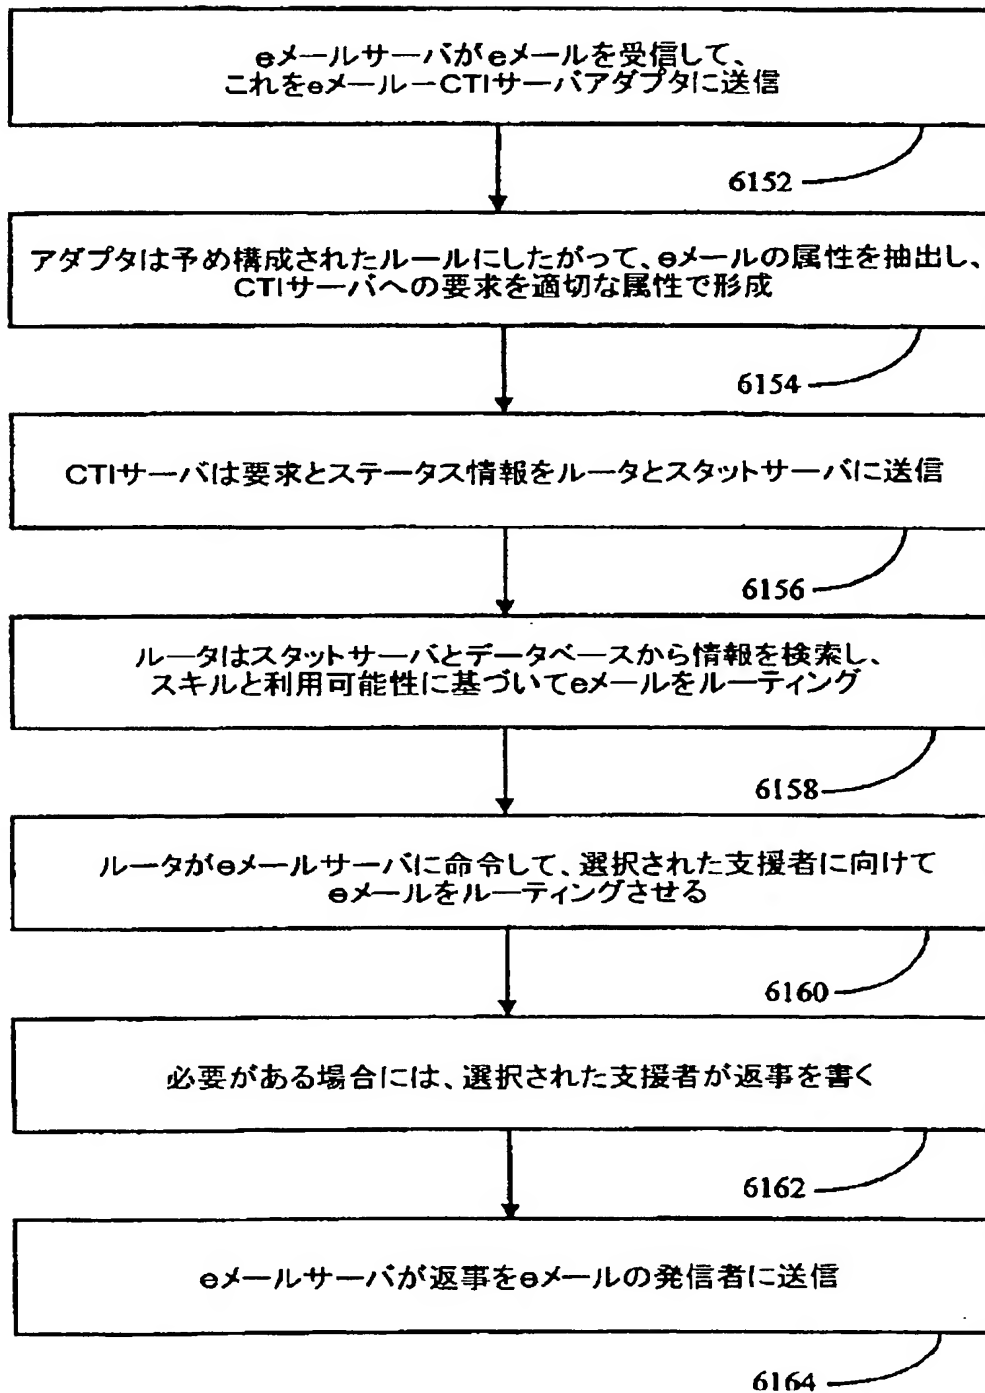 eメールサーバがeメールを受信して、
これをeメールーCTIサーバアダプタに送信
6152
アダプタは予め構成されたルールにしたがって、eメールの属性を抽出し、
CTIサーバへの要求を適切な属性で形成
6154
CTIサーバは要求とステータス情報をルータとスタットサーバに送信
6156
ルータはスタットサーバとデータベースから情報を検索し、
スキルと利用可能性に基づいてeメールをルーティング
6158
ルータがeメールサーバに命令して、選択された支援者に向けて
eメールをルーティングさせる
6160
必要がある場合には、選択された支援者が返事を書く
6162
eメールサーバが返事をeメールの発信者に送信
6164